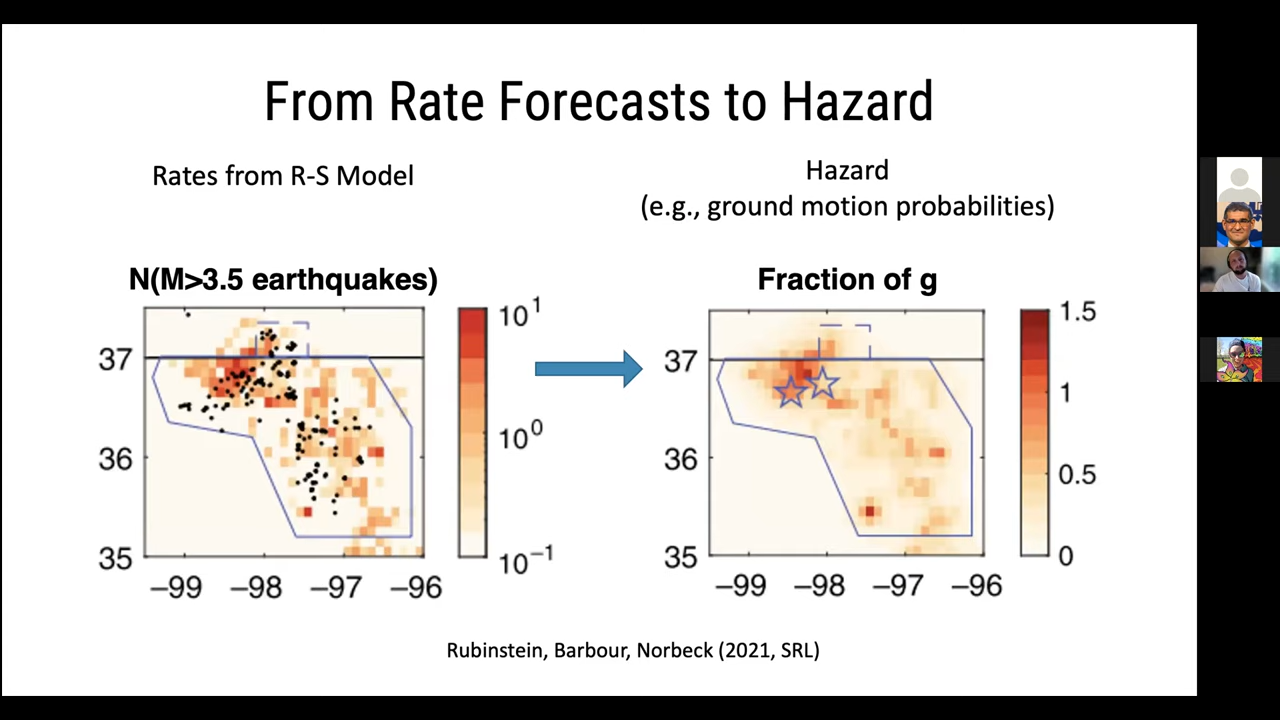 From Rate Forecasts to Hazard
Rates from R-S Model
Hazard
(e.g., ground motion probabilities)
N(M>3.5 earthquakes)
Fraction of g
37
36
35
−99 −98 −97 −96
10¹
10⁰
10⁻¹
37
36
35
−99 −98 −97 −96
1.5
1
0.5
0
Rubinstein, Barbour, Norbeck (2021, SRL)